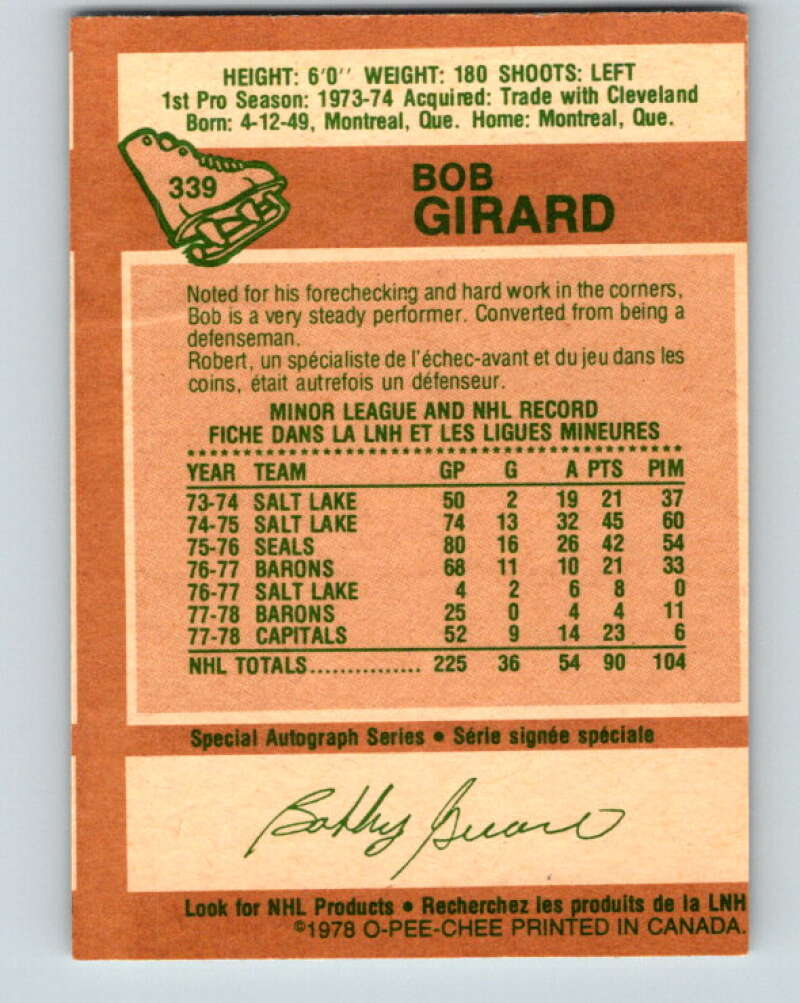 HEIGHT: 6'0'' WEIGHT: 180 SHOOTS: LEFT
1st Pro Season: 1973-74 Acquired: Trade with Cleveland
Born: 4-12-49, Montreal, Que. Home: Montreal, Que.
339
BOB
GIRARD
Noted for his forechecking and hard work in the corners,
Bob is a very steady performer. Converted from being a
defenseman.
Robert, un spécialiste de l'échec-avant et du jeu dans les
coins, était autrefois un défenseur.
MINOR LEAGUE AND NHL RECORD
FICHE DANS LA LNH ET LES LIGUES MINEURES
YEAR TEAM GP G A PTS PIM
73-74 SALT LAKE 50 2 19 21 37
74-75 SALT LAKE 74 13 32 45 60
75-76 SEALS 80 16 26 42 54
76-77 BARONS 68 11 10 21 33
76-77 SALT LAKE 4 2 6 8 0
77-78 BARONS 25 0 4 4 11
77-78 CAPITALS 52 9 14 23 6
NHL TOTALS............... 225 36 54 90 104
Special Autograph Series • Série signée spéciale
Bobby Girard
Look for NHL Products • Recherchez les produits de la LNH
©1978 O-PEE-CHEE PRINTED IN CANADA.